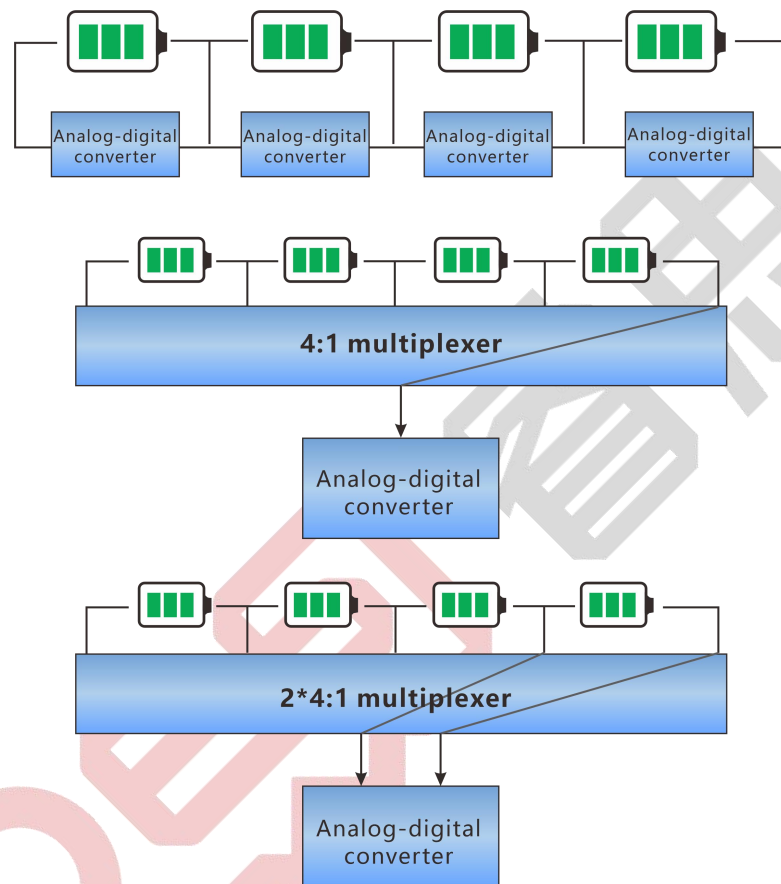 Analog-digital
converter
Analog-digital
converter
Analog-digital
converter
Analog-digital
converter
4:1 multiplexer
Analog-digital
converter
2*4:1 multiplexer
Analog-digital
converter